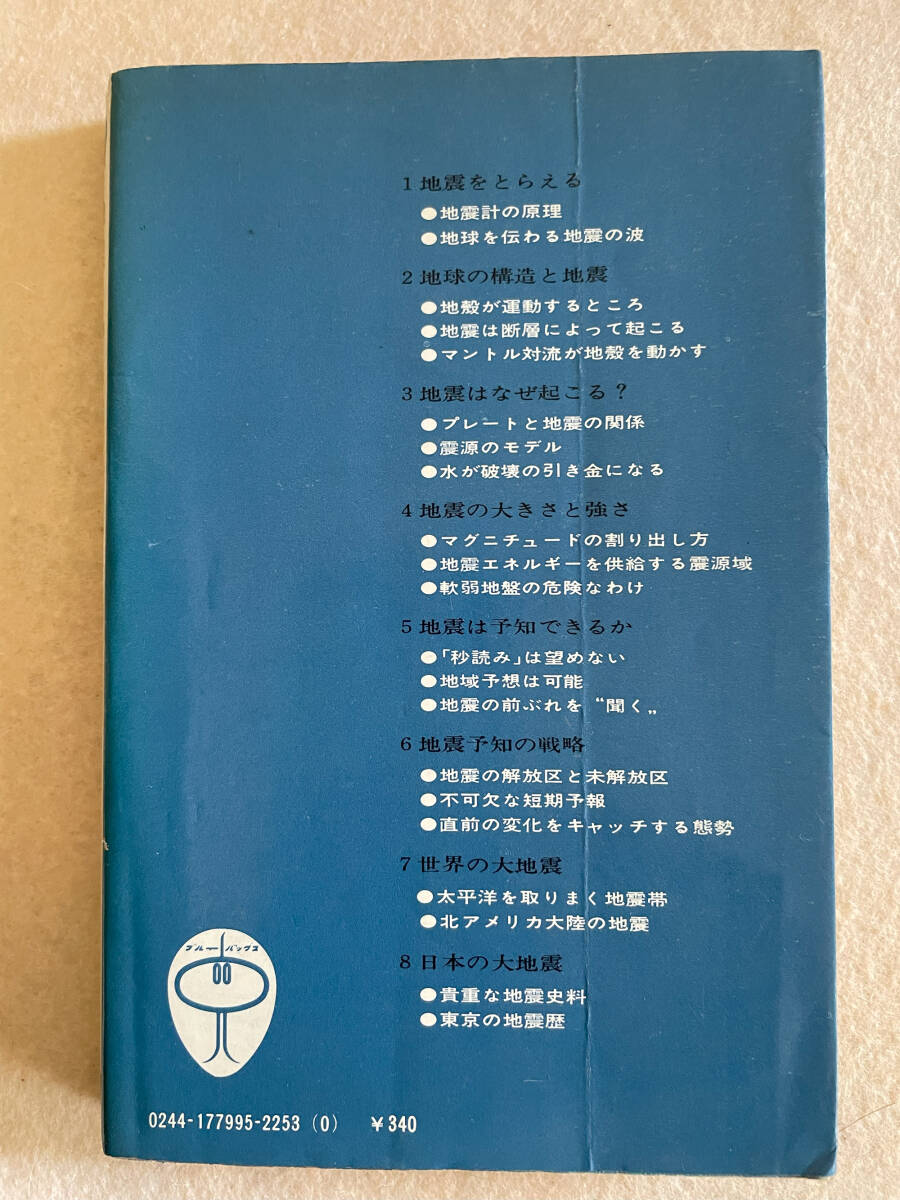 1 地震をとらえる
●地震計の原理
●地球を伝わる地震の波
2 地球の構造と地震
●地殻が運動するところ
●地震は断層によって起こる
●マントル対流が地殻を動かす
3 地震はなぜ起こる？
●プレートと地震の関係
●震源のモデル
●水が破壊の引き金になる
4 地震の大きさと強さ
●マグニチュードの割り出し方
●地震エネルギーを供給する震源域
●軟弱地盤の危険なわけ
5 地震は予知できるか
●「秒読み」は望めない
●地域予想は可能
●地震の前ぶれを〝聞く〟
6 地震予知の戦略
●地震の解放区と未解放区
●不可欠な短期予報
●直前の変化をキャッチする態勢
7 世界の大地震
●太平洋を取りまく地震帯
●北アメリカ大陸の地震
8 日本の大地震
●貴重な地震史料
●東京の地震歴
ブルーバックス
0244-177995-2253 (0) ¥340